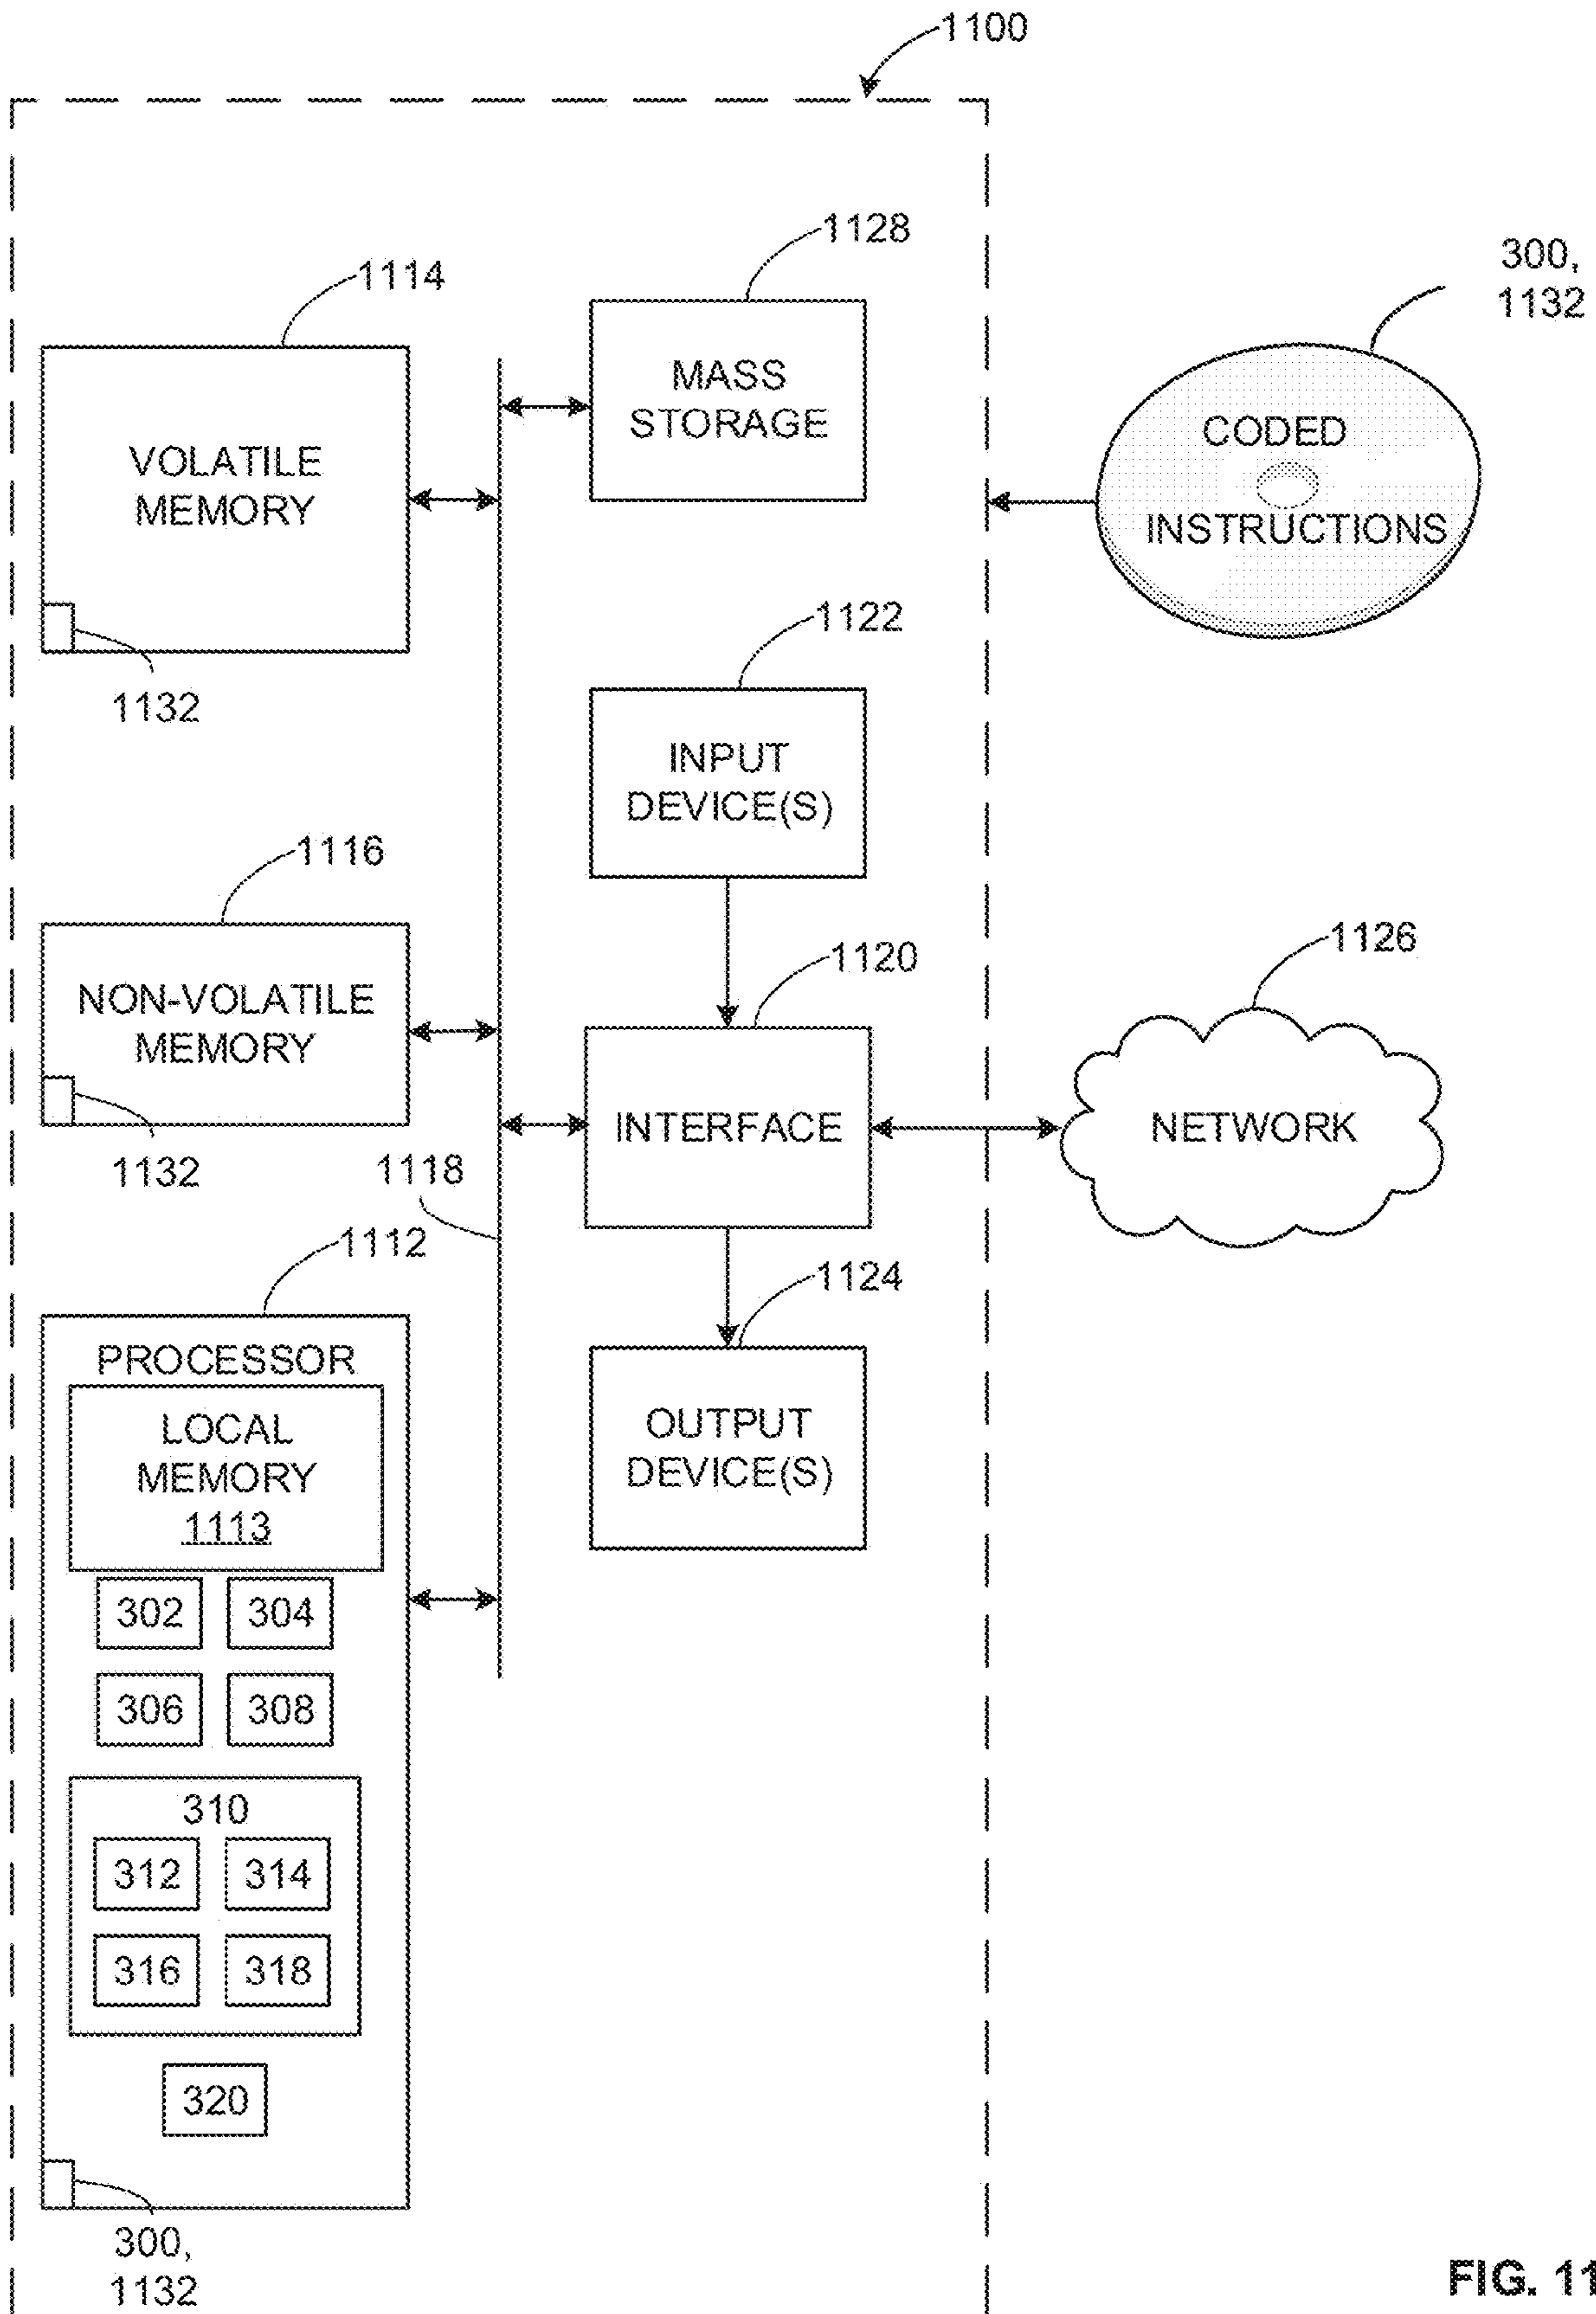 1100
1128
1114
300,
1132
MASS
STORAGE
CODED
INSTRUCTIONS
VOLATILE
MEMORY
1122
1132
INPUT
DEVICE(S)
1116
1120
1126
NON-VOLATILE
MEMORY
INTERFACE
NETWORK
1132
1118
1112
1124
PROCESSOR
LOCAL
MEMORY
1113
OUTPUT
DEVICE(S)
302 304
306 308
310
312 314
316 318
320
300,
1132
FIG. 11